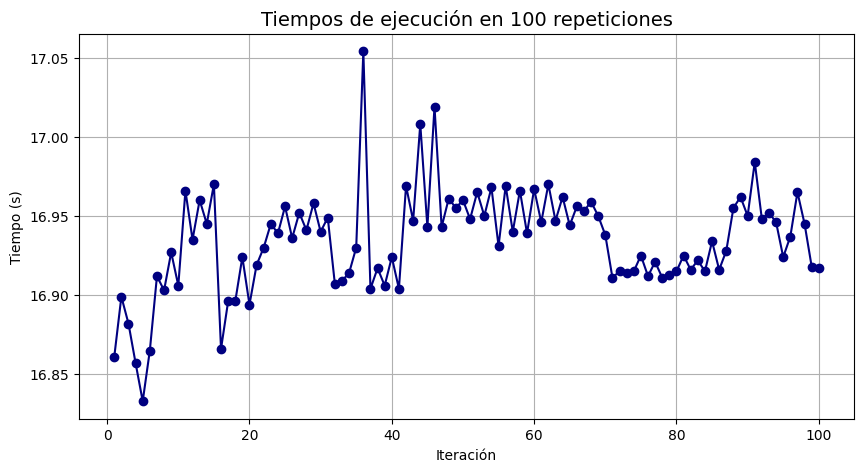 Tiempos de ejecución en 100 repeticiones
17.05
17.00
16.95
16.90
16.85
Tiempo (s)
0 20 40 60 80 100
Iteración